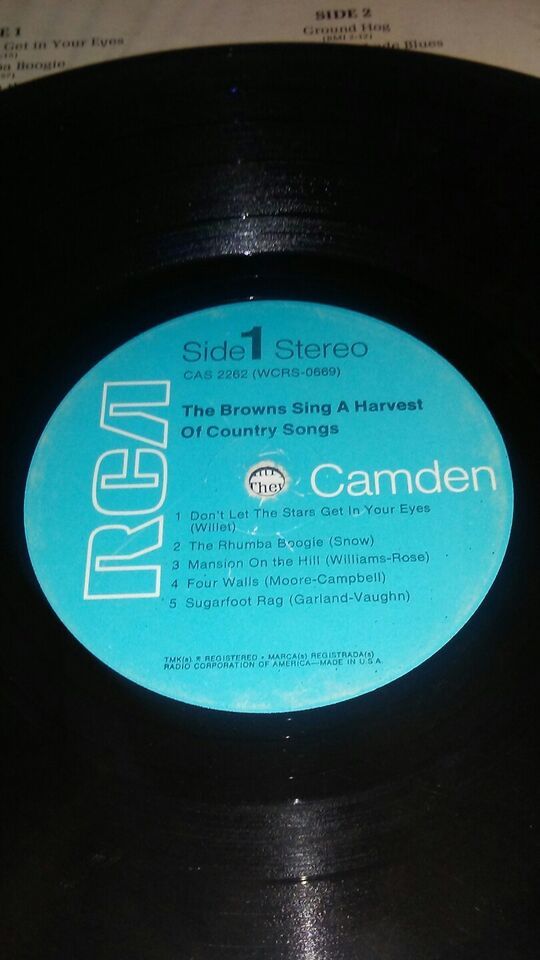 SIDE 2
Get in Your Eyes
Boogie
Ground Hog
Blues
Side 1 Stereo
CAS 2262 (WCRS-0669)
The Browns Sing A Harvest
Of Country Songs
RCA
Camden
1 Don't Let The Stars Get In Your Eyes
(Willet)
2 The Rhumba Boogie (Snow)
3 Mansion On the Hill (Williams-Rose)
4 Four Walls (Moore-Campbell)
5 Sugarfoot Rag (Garland-Vaughn)
TMK(s) ® REGISTERED • MARCA(s) REGISTRADA(s)
RADIO CORPORATION OF AMERICA—MADE IN U.S.A.